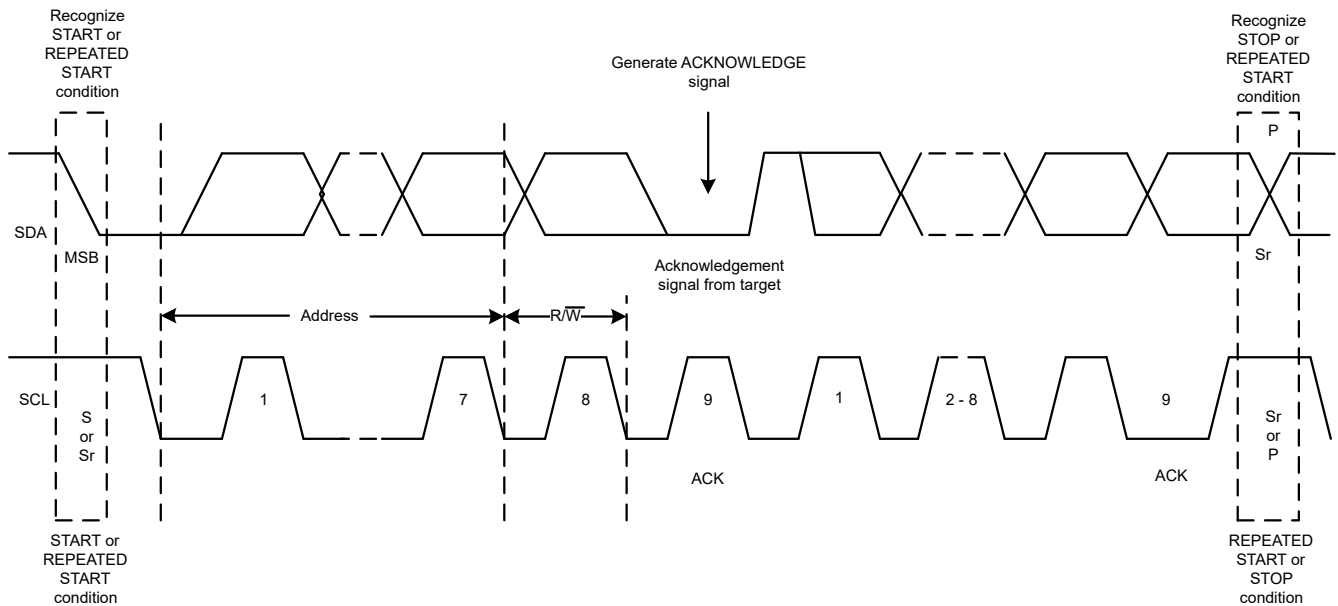 Recognize
START or
REPEATED
START
condition
Generate ACKNOWLEDGE
signal
Recognize
STOP or
REPEATED
START
condition
P
SDA
MSB
Acknowledgement
signal from target
Sr
Address
R/W̅
SCL
S
or
Sr
1
7
8
9
1
2 - 8
9
Sr
or
P
ACK
ACK
START or
REPEATED
START
condition
REPEATED
START or
STOP
condition